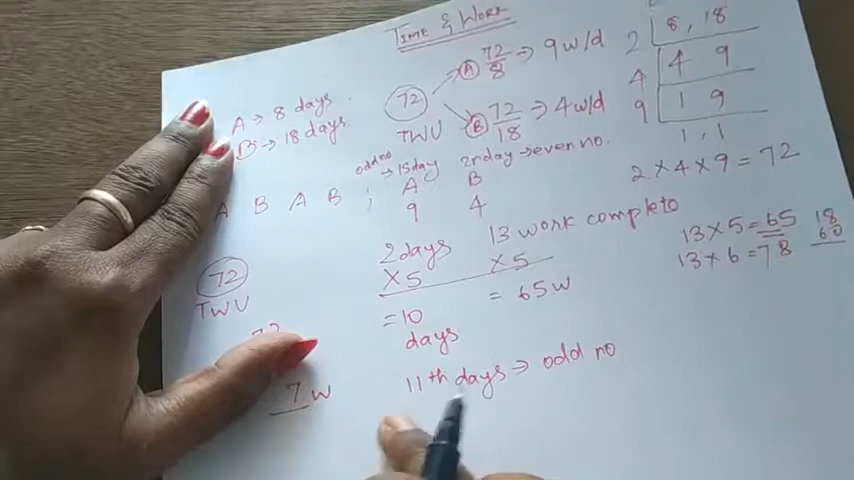 Time & Work
A → 8 days
B → 18 days
72 TWU
A 72/8 → 9 w/d
B 72/18 → 4 w/d
2 8, 18
4 4 9
9 1 9
1, 1
2 × 4 × 9 = 72
A B A B ;
odd no → 1st day 2nd day → even no.
A B
9 4
2 days 13 work complete
×5 ×5
= 10 days = 65 w
13 × 5 = 65
13 × 6 = 78
18
60
72
TWU
72
7 w
11th days → odd no